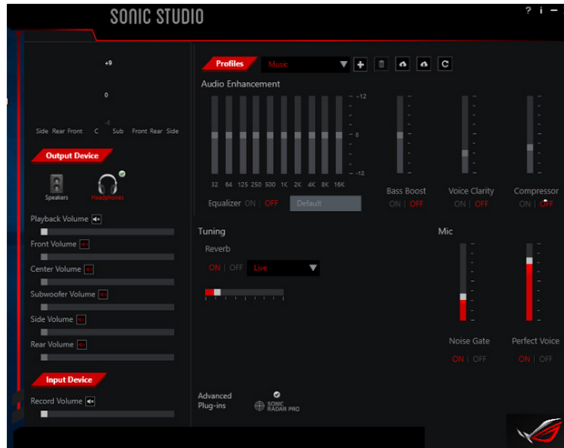 SONIC STUDIO
? i –
+9
0
Side Rear Front C Sub Front Rear Side
Output Device
Speakers
Headphones
Playback Volume
Front Volume
Center Volume
Subwoofer Volume
Side Volume
Rear Volume
Input Device
Record Volume
Profiles Music
Audio Enhancement
+12
0
-12
32 64 125 250 500 1K 2K 4K 8K 16K
Equalizer ON | OFF Default
Bass Boost
ON | OFF
Voice Clarity
ON | OFF
Compressor
ON | OFF
Tuning
Reverb
ON | OFF Live
Mic
Noise Gate
ON | OFF
Perfect Voice
ON | OFF
Advanced
Plug-ins
SONIC
RADAR PRO